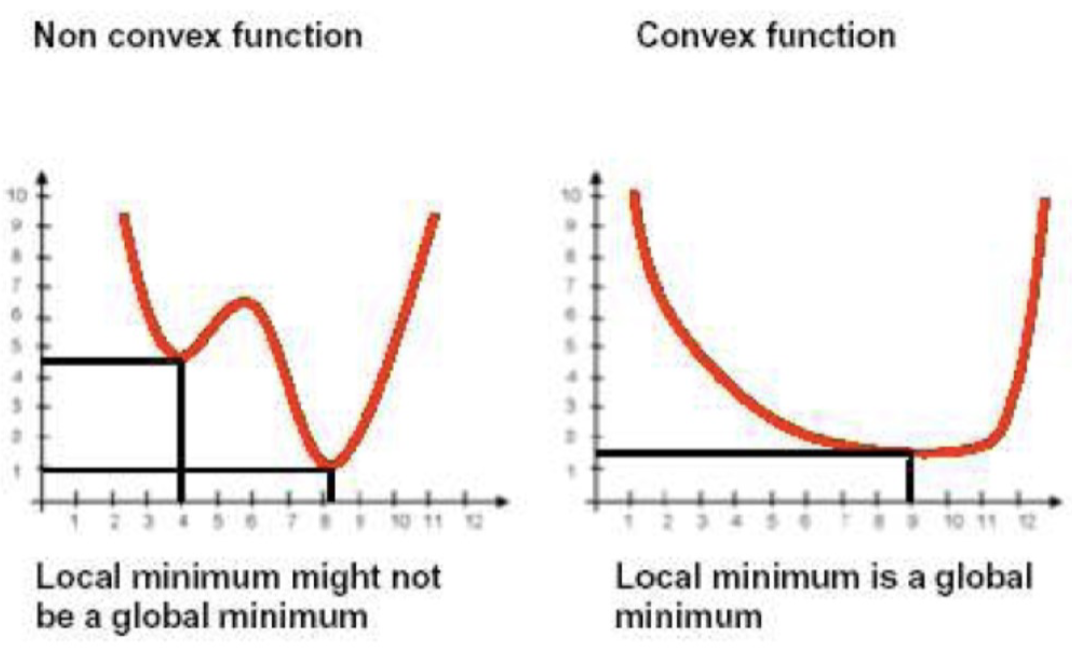 Non convex function
Convex function
10
9
8
7
6
5
4
3
2
1
1 2 3 4 5 6 7 8 9 10 11 12
10
9
8
7
6
5
4
3
2
1
1 2 3 4 5 6 7 8 9 10 11 12
Local minimum might not
be a global minimum
Local minimum is a global
minimum